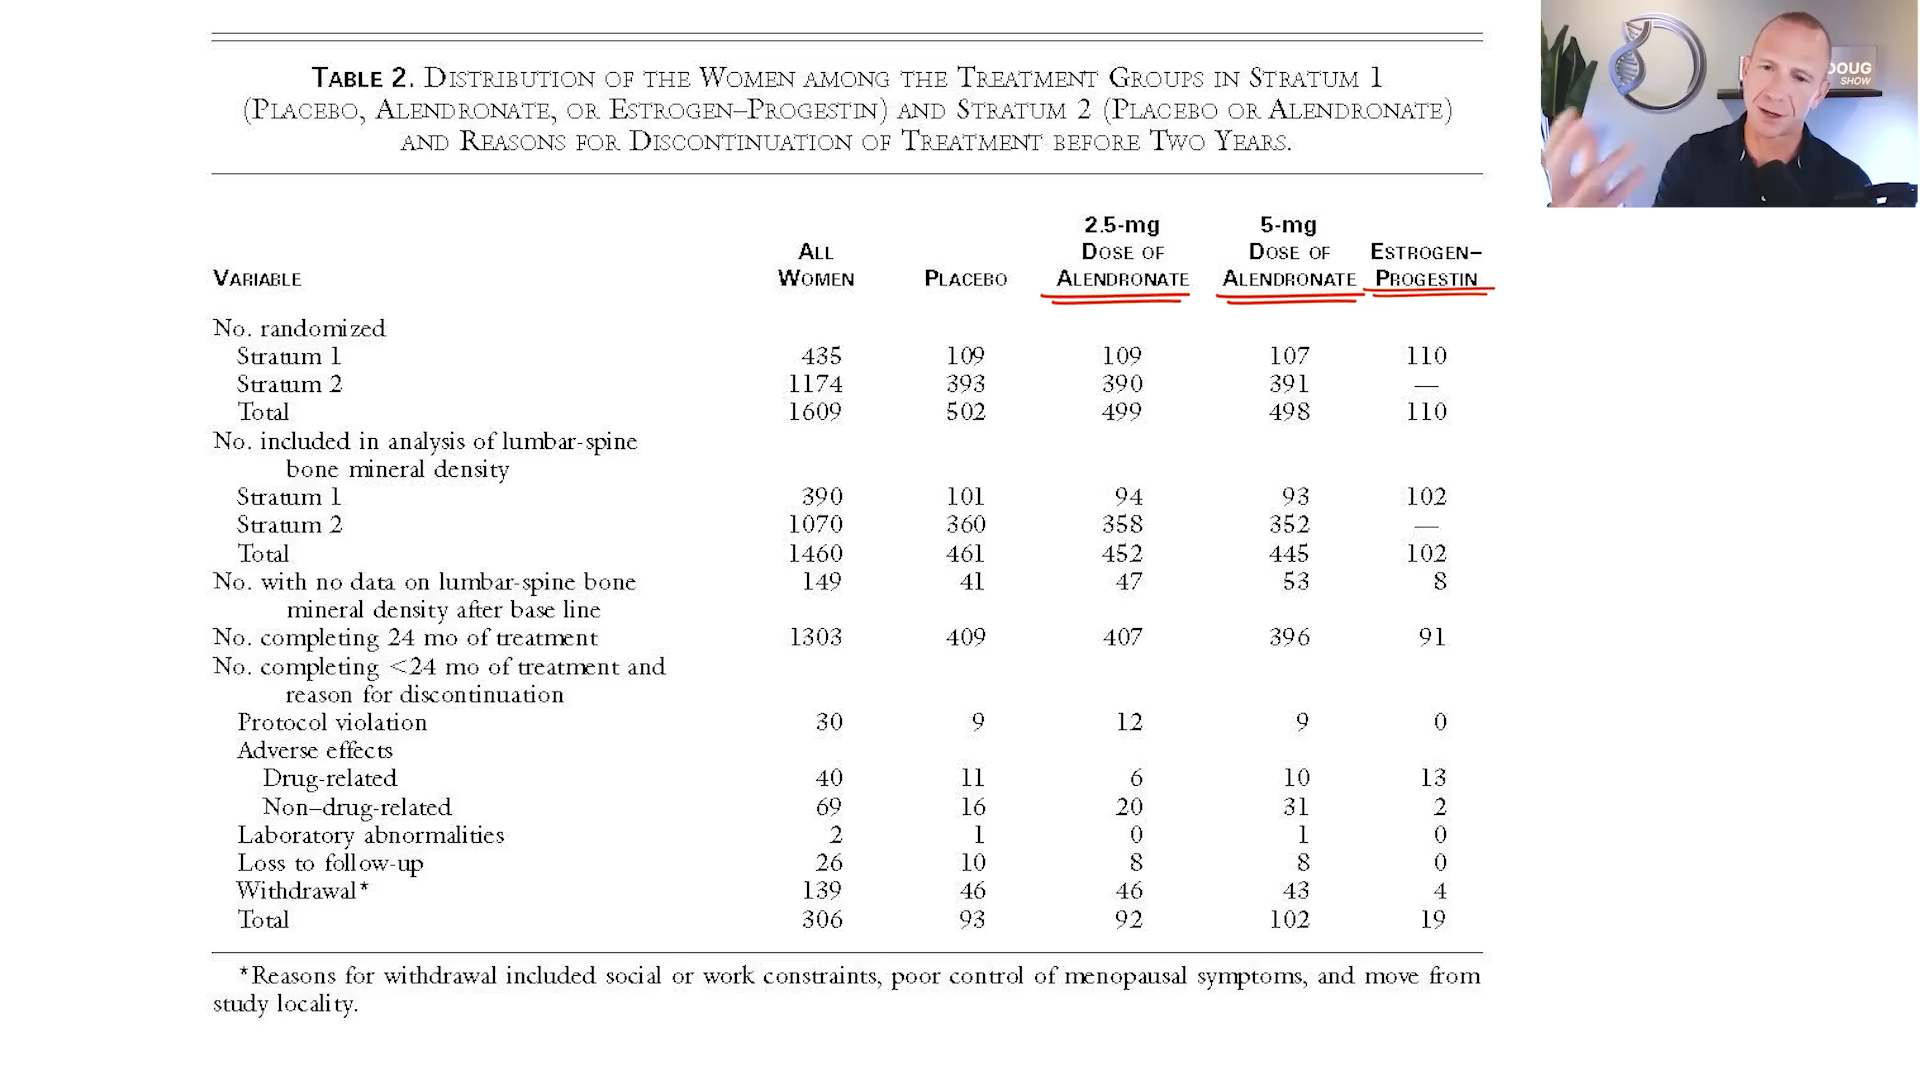 TABLE 2. DISTRIBUTION OF THE WOMEN AMONG THE TREATMENT GROUPS IN STRATUM 1
(PLACEBO, ALENDRONATE, OR ESTROGEN–PROGESTIN) AND STRATUM 2 (PLACEBO OR ALENDRONATE)
AND REASONS FOR DISCONTINUATION OF TREATMENT BEFORE TWO YEARS.
DOUG
SHOW
VARIABLE ALL WOMEN PLACEBO 2.5-mg DOSE OF ALENDRONATE 5-mg DOSE OF ALENDRONATE ESTROGEN–PROGESTIN
No. randomized
Stratum 1 435 109 109 107 110
Stratum 2 1174 393 390 391 —
Total 1609 502 499 498 110
No. included in analysis of lumbar-spine
bone mineral density
Stratum 1 390 101 94 93 102
Stratum 2 1070 360 358 352 —
Total 1460 461 452 445 102
No. with no data on lumbar-spine bone 149 41 47 53 8
mineral density after base line
No. completing 24 mo of treatment 1303 409 407 396 91
No. completing <24 mo of treatment and
reason for discontinuation
Protocol violation 30 9 12 9 0
Adverse effects
Drug-related 40 11 6 10 13
Non–drug-related 69 16 20 31 2
Laboratory abnormalities 2 1 0 1 0
Loss to follow-up 26 10 8 8 0
Withdrawal* 139 46 46 43 4
Total 306 93 92 102 19
*Reasons for withdrawal included social or work constraints, poor control of menopausal symptoms, and move from
study locality.